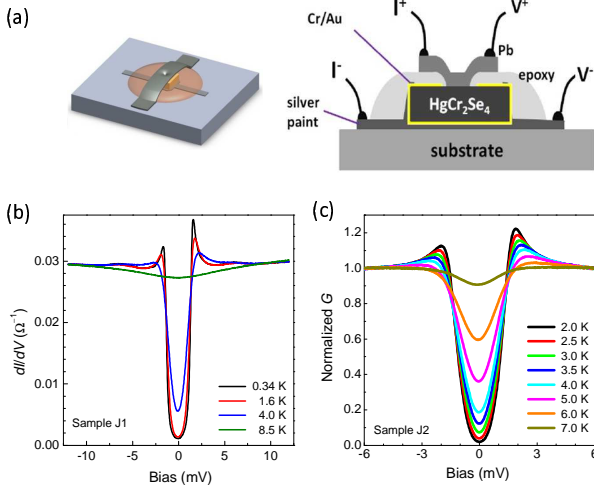 (a)
Cr/Au
I⁺
V⁺
Pb
I⁻
epoxy
V⁻
silver
paint
HgCr₂Se₄
substrate
(b)
(c)
dI/dV (Ω⁻¹)
0.03
0.02
0.01
0.00
0.34 K
1.6 K
4.0 K
8.5 K
Sample J1
-10 -5 0 5 10
Bias (mV)
Normalized G
1.2
1.0
0.8
0.6
0.4
0.2
0.0
2.0 K
2.5 K
3.0 K
3.5 K
4.0 K
5.0 K
6.0 K
7.0 K
Sample J2
-6 -3 0 3 6
Bias (mV)